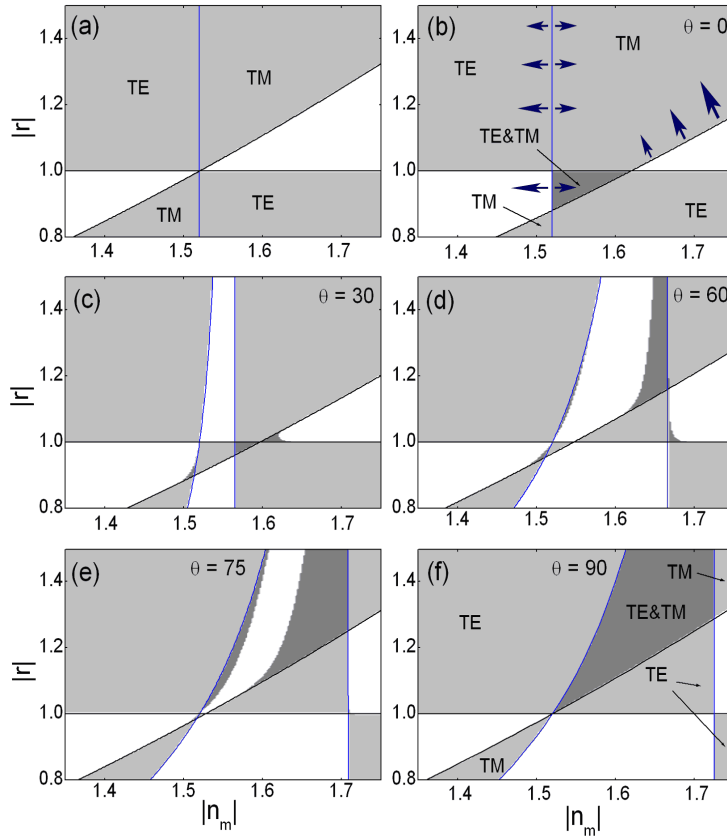 (a)
(b)
θ = 0
TE
TM
TE
TM
TM
TE
TE&TM
TM
TE
1.4
1.2
1.0
0.8
|r|
1.4
1.5
1.6
1.7
1.4
1.5
1.6
1.7
(c)
θ = 30
(d)
θ = 60
1.4
1.2
1.0
0.8
|r|
1.4
1.5
1.6
1.7
1.4
1.5
1.6
1.7
(e)
θ = 75
(f)
θ = 90
TM
TE
TE&TM
TE
TM
1.4
1.2
1.0
0.8
|r|
1.4
1.5
1.6
1.7
1.4
1.5
1.6
1.7
|nm|
|nm|